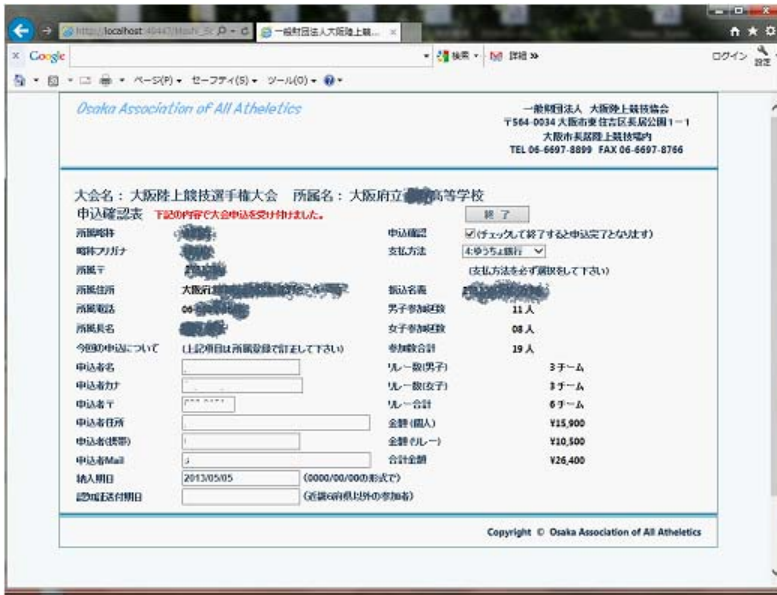 http://localhost:49447/Hoshi_Sc
一般財団法人大阪陸上競...
Google
検索
詳細 »
ログイン
設定
ページ(P) セーフティ(S) ツール(O)
Osaka Association of All Atheletics
一般財団法人 大阪陸上競技協会
〒564-0034 大阪市東住吉区長居公園1-1
大阪市長居陸上競技場内
TEL 06-6697-8899 FAX 06-6697-8766
大会名: 大阪陸上競技選手権大会 所属名: 大阪府立 高等学校
申込確認表 下記の内容で大会申込を受け付けました。 終了
所属略称 申込確認 (チェックして終了すると申込完了となります)
略称フリガナ 支払方法 4:ゆうちょ銀行
所属〒 (支払方法を必ず選択をして下さい)
所属住所 大阪府 振込名義
所属電話 06- 男子参加延数 11 人
所属長名 女子参加延数 08 人
今回の申込について (上記項目は所属登録で訂正して下さい) 参加数合計 19 人
申込者名 リレー数(男子) 3 チーム
申込者カナ リレー数(女子) 3 チーム
申込者〒 リレー合計 6 チーム
申込者住所 金額(個人) ¥15,900
申込者(携帯) 金額(リレー) ¥10,500
申込者Mail 合計金額 ¥26,400
納入期日 2013/05/05 (0000/00/00の形式で)
認知証送付期日 (近畿6府県以外の参加者)
Copyright © Osaka Association of All Atheletics